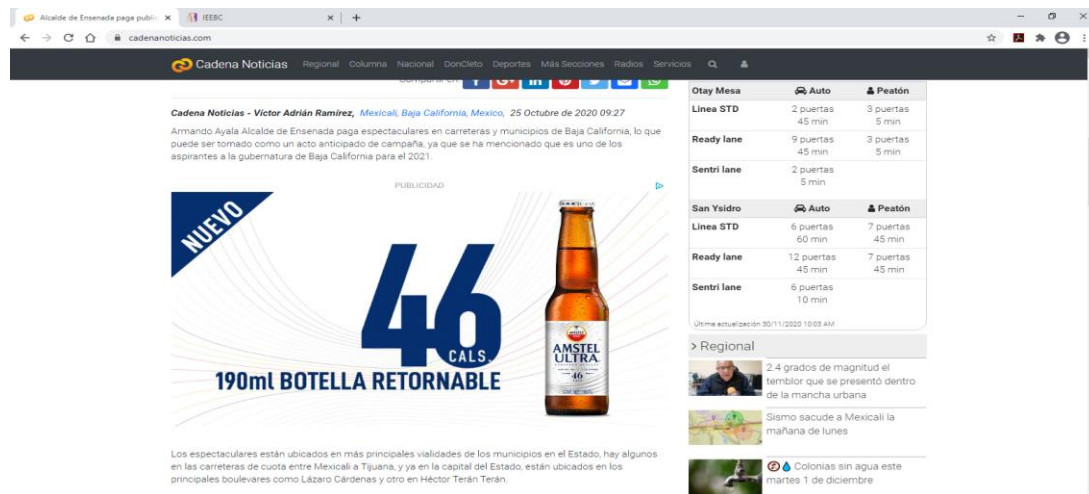 Alcalde de Ensenada paga public
IEEBC
cadenanoticias.com
Cadena Noticias Regional Columna Nacional DonCleto Deportes Más Secciones Radios Servicios
Compartir en:
Cadena Noticias - Víctor Adrián Ramírez, Mexicali, Baja California, Mexico, 25 Octubre de 2020 09:27
Armando Ayala Alcalde de Ensenada paga espectaculares en carreteras y municipios de Baja California, lo que
puede ser tomado como un acto anticipado de campaña, ya que se ha mencionado que es uno de los
aspirantes a la gubernatura de Baja California para el 2021.
PUBLICIDAD
NUEVO
46
CALS.
190ml BOTELLA RETORNABLE
AMSTEL
ULTRA
46
Los espectaculares están ubicados en más principales vialidades de los municipios en el Estado, hay algunos
en las carreteras de cuota entre Mexicali a Tijuana, y ya en la capital del Estado, están ubicados en los
principales boulevares como Lázaro Cárdenas y otro en Héctor Terán Terán.
Otay Mesa Auto Peatón
Linea STD 2 puertas 3 puertas
45 min 5 min
Ready lane 9 puertas 3 puertas
45 min 5 min
Sentri lane 2 puertas
5 min
San Ysidro Auto Peatón
Linea STD 6 puertas 7 puertas
60 min 45 min
Ready lane 12 puertas 7 puertas
45 min 45 min
Sentri lane 6 puertas
10 min
Última actualización 30/11/2020 10:03 AM
> Regional
2.4 grados de magnitud el
temblor que se presentó dentro
de la mancha urbana
Sismo sacude a Mexicali la
mañana de lunes
Colonias sin agua este
martes 1 de diciembre